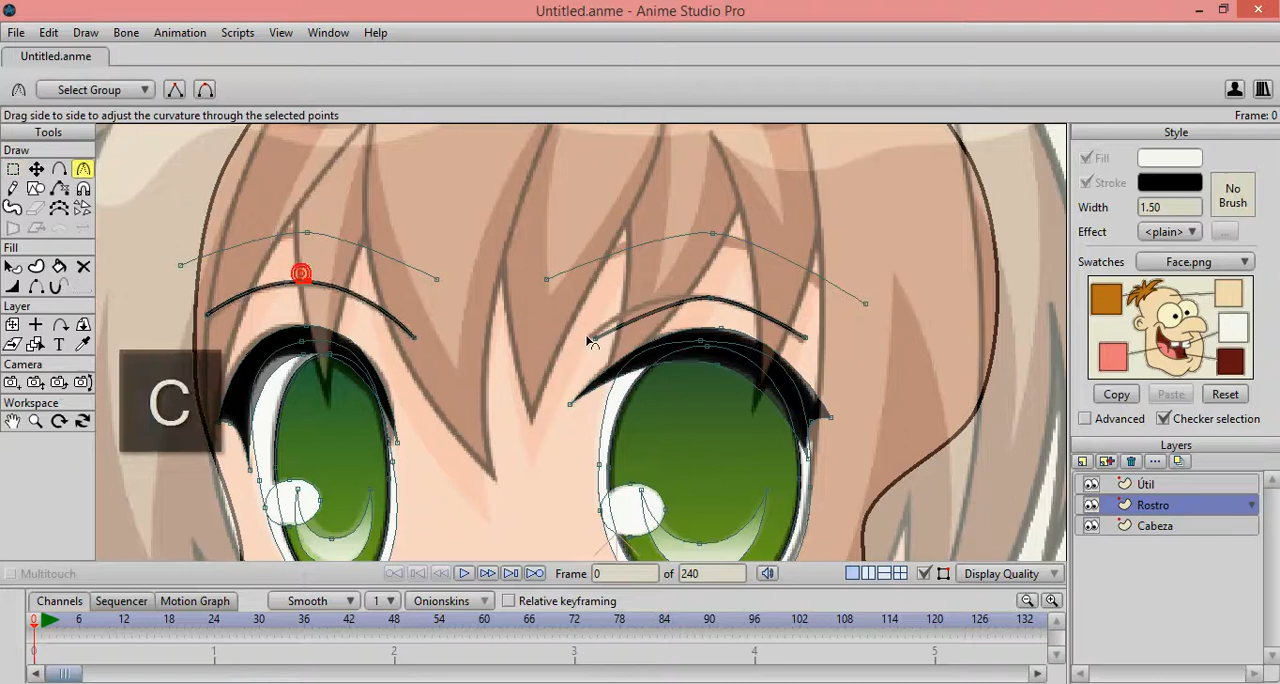 Untitled.anme - Anime Studio Pro
File Edit Draw Bone Animation Scripts View Window Help
Untitled.anme
Select Group
Drag side to side to adjust the curvature through the selected points
Frame: 0
Tools
Draw
Fill
Layer
T
Camera
Workspace
C
Style
Fill
Stroke
No Brush
Width 1.50
Effect <plain> ...
Swatches Face.png
Copy Paste Reset
Advanced Checker selection
Layers
Útil
Rostro
Cabeza
Multitouch Frame 0 of 240 Display Quality
Channels Sequencer Motion Graph Smooth 1 Onionskins Relative keyframing
0 6 12 18 24 30 36 42 48 54 60 66 72 78 84 90 96 102 108 114 120 126 132
0 1 2 3 4 5